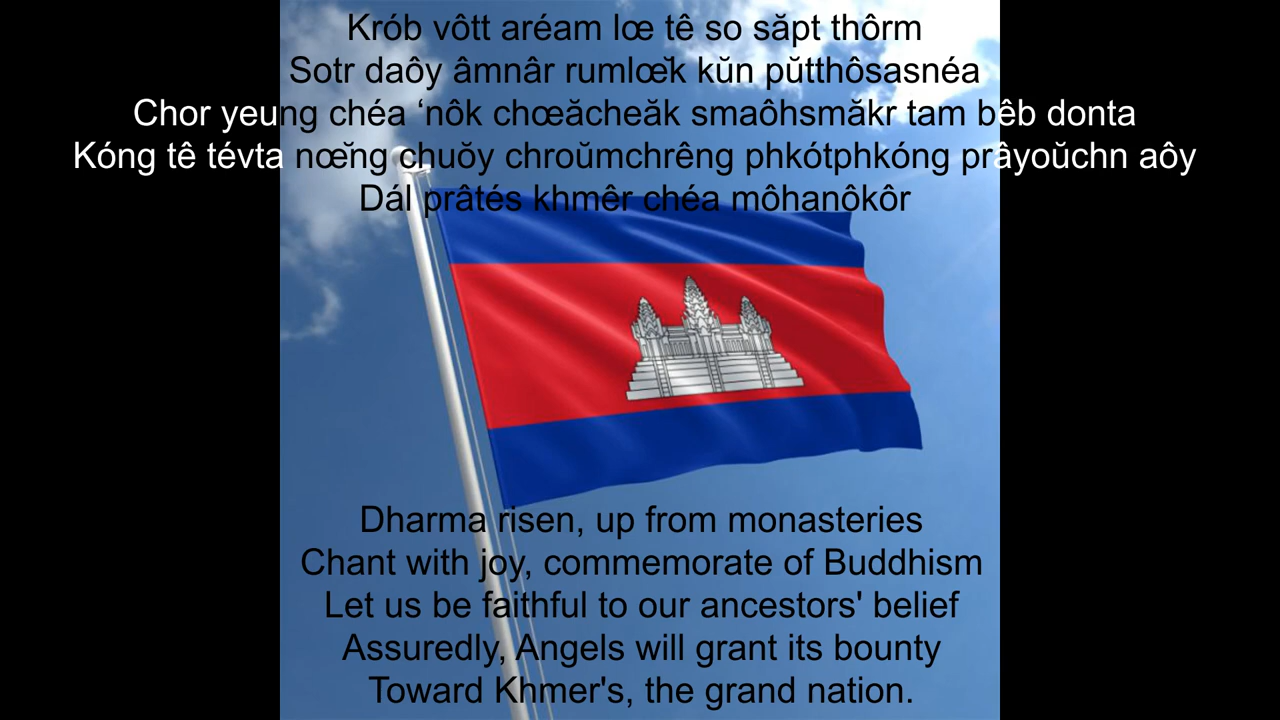 Krób vôtt aréam lœ tê so săpt thôrm
Sotr daôy âmnâr rumlœ̆k kŭn pŭtthôsasnéa
Chor yeung chéa ‘nôk chœăcheăk smaôhsmăkr tam bêb donta
Kóng tê tévta nœ̆ng chuŏy chroŭmchrêng phkótphkóng prâyoŭchn aôy
Dál prâtés khmêr chéa môhanôkôr
Dharma risen, up from monasteries
Chant with joy, commemorate of Buddhism
Let us be faithful to our ancestors' belief
Assuredly, Angels will grant its bounty
Toward Khmer's, the grand nation.